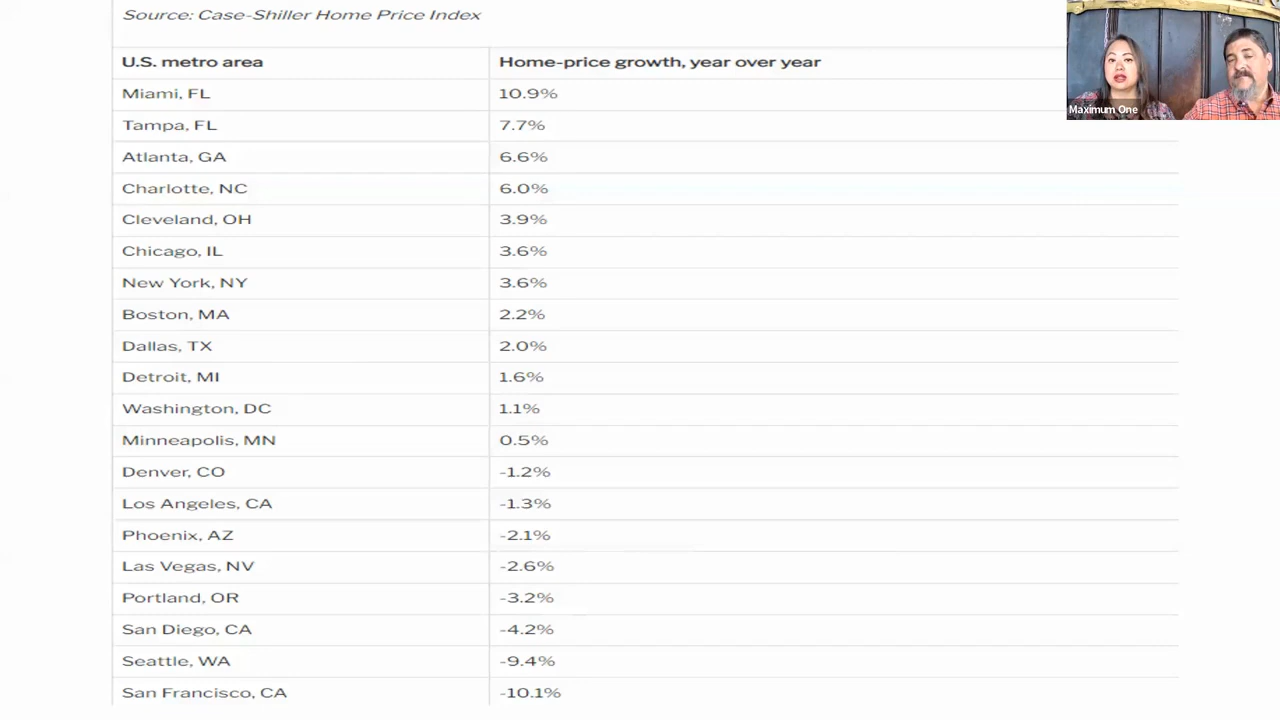 Source: Case-Shiller Home Price Index
U.S. metro area Home-price growth, year over year
Miami, FL 10.9%
Tampa, FL 7.7%
Atlanta, GA 6.6%
Charlotte, NC 6.0%
Cleveland, OH 3.9%
Chicago, IL 3.6%
New York, NY 3.6%
Boston, MA 2.2%
Dallas, TX 2.0%
Detroit, MI 1.6%
Washington, DC 1.1%
Minneapolis, MN 0.5%
Denver, CO -1.2%
Los Angeles, CA -1.3%
Phoenix, AZ -2.1%
Las Vegas, NV -2.6%
Portland, OR -3.2%
San Diego, CA -4.2%
Seattle, WA -9.4%
San Francisco, CA -10.1%
Maximum One